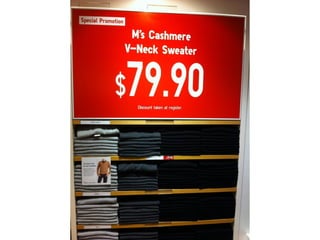 Special Promotion
M's Cashmere
V-Neck Sweater
$79.90
Discount taken at register